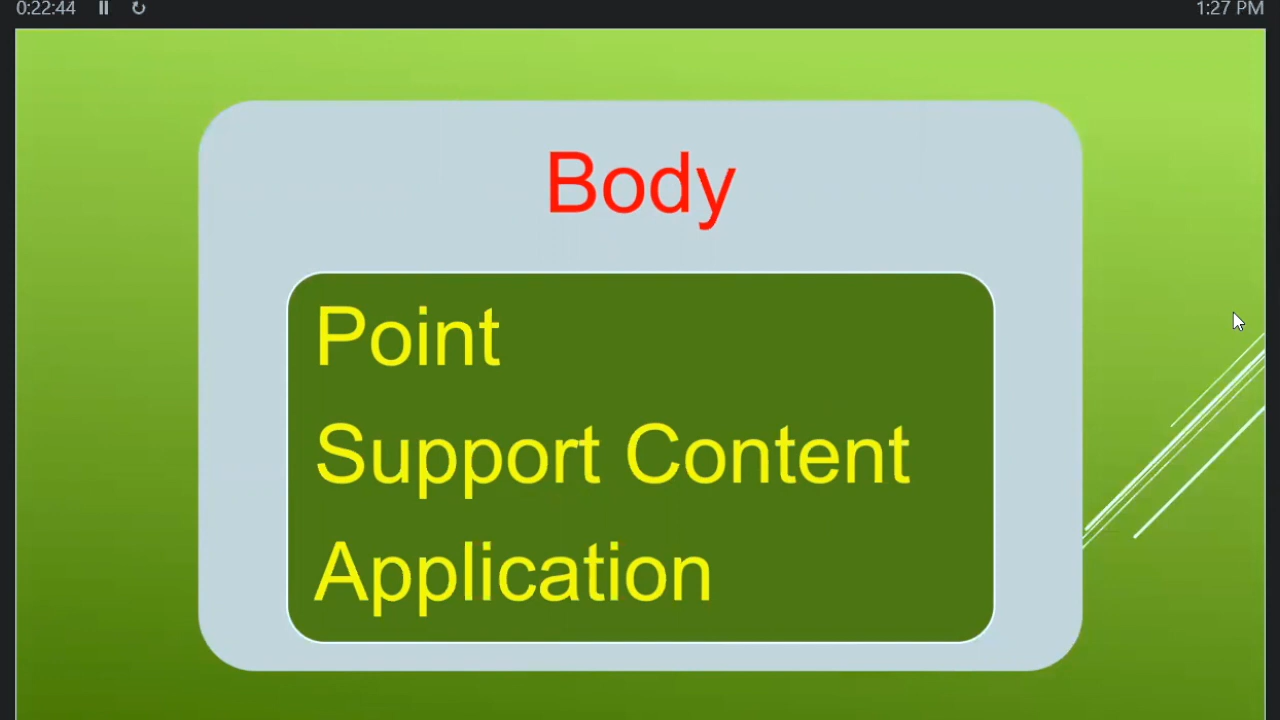 0:22:44
1:27 PM
Body
Point
Support Content
Application